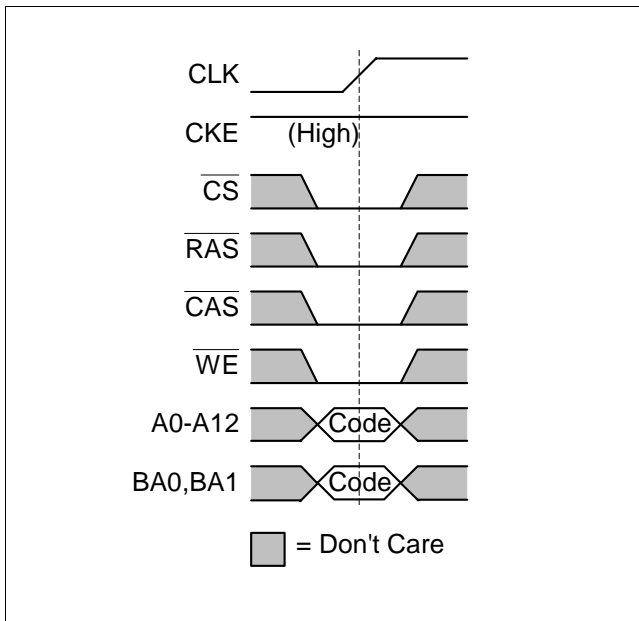 CLK
CKE (High)
CS
RAS
CAS
WE
A0-A12 Code
BA0,BA1 Code
= Don't Care